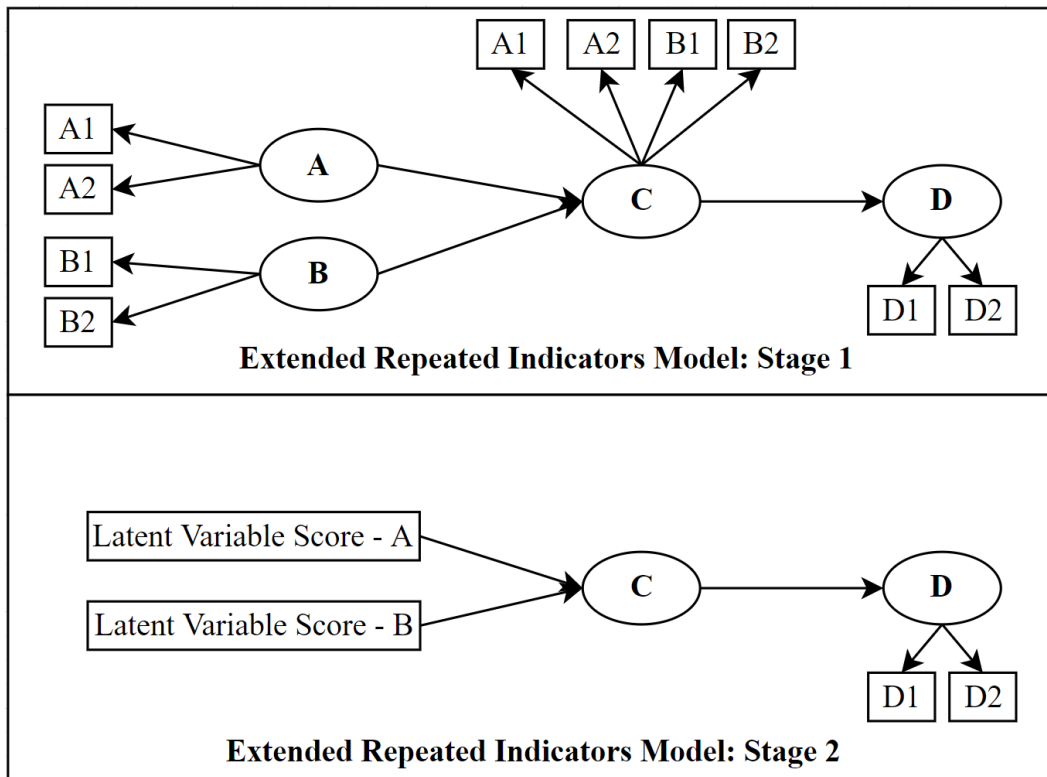 A1 A2 B1 B2
A1
A2
A
B1
B2
B
C
D
D1 D2
Extended Repeated Indicators Model: Stage 1
Latent Variable Score - A
Latent Variable Score - B
C
D
D1 D2
Extended Repeated Indicators Model: Stage 2